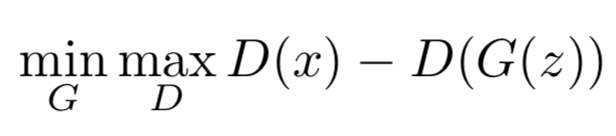 min max D(x) − D(G(z))
G D